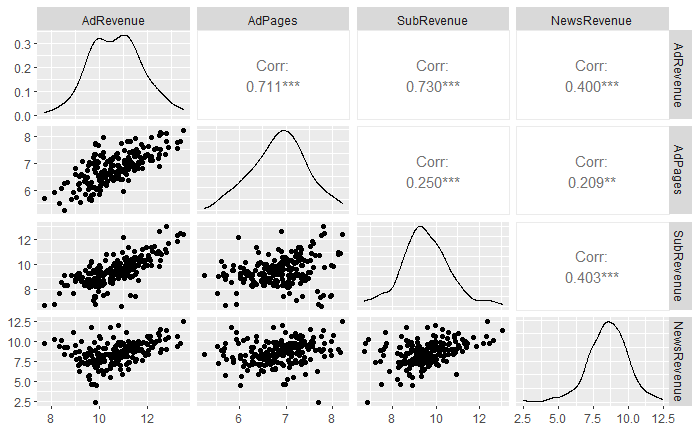 AdRevenue AdPages SubRevenue NewsRevenue
0.3
0.2
0.1
0.0
Corr:
0.711***
Corr:
0.730***
Corr:
0.400***
AdRevenue
8
7
6
Corr:
0.250***
Corr:
0.209**
AdPages
12
10
8
Corr:
0.403***
SubRevenue
12.5
10.0
7.5
5.0
2.5
NewsRevenue
8 10 12 6 7 8 8 10 12 2.5 5.0 7.5 10.0 12.5